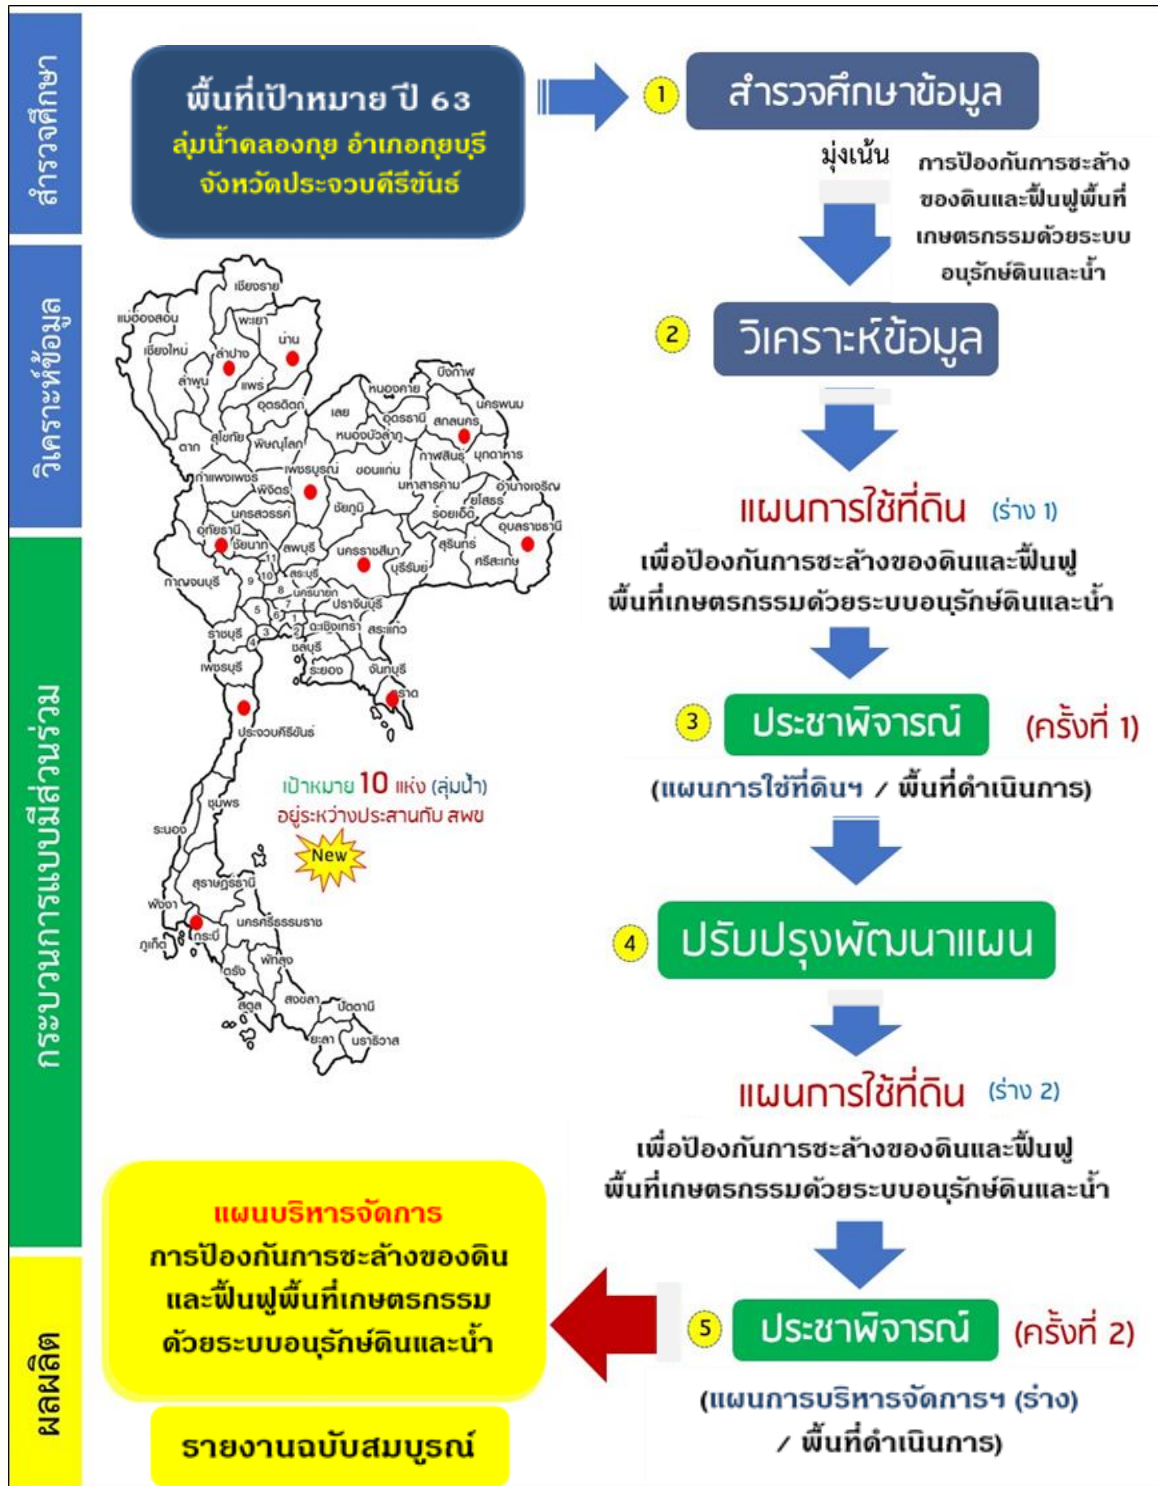 สำรวจศึกษา
วิเคราะห์ข้อมูล
กระบวนการแบบมีส่วนร่วม
ผลผลิต
พื้นที่เป้าหมาย ปี 63
ลุ่มน้ำคลองกุย อำเภอกุยบุรี
จังหวัดประจวบคีรีขันธ์
1
สำรวจศึกษาข้อมูล
มุ่งเน้น
การป้องกันการชะล้าง
ของดินและฟื้นฟูพื้นที่
เกษตรกรรมด้วยระบบ
อนุรักษ์ดินและน้ำ
2
วิเคราะห์ข้อมูล
แผนการใช้ที่ดิน (ร่าง 1)
เพื่อป้องกันการชะล้างของดินและฟื้นฟู
พื้นที่เกษตรกรรมด้วยระบบอนุรักษ์ดินและน้ำ
3
ประชาพิจารณ์ (ครั้งที่ 1)
(แผนการใช้ที่ดินฯ / พื้นที่ดำเนินการ)
4
ปรับปรุงพัฒนาแผน
แผนการใช้ที่ดิน (ร่าง 2)
เพื่อป้องกันการชะล้างของดินและฟื้นฟู
พื้นที่เกษตรกรรมด้วยระบบอนุรักษ์ดินและน้ำ
5
ประชาพิจารณ์ (ครั้งที่ 2)
(แผนการบริหารจัดการฯ (ร่าง)
/ พื้นที่ดำเนินการ)
เชียงราย
แม่ฮ่องสอน
พะเยา
น่าน
เชียงใหม่
ลำปาง
ลำพูน
แพร่
บึงกาฬ
หนองคาย
นครพนม
อุตรดิตถ์
เลย
อุดรธานี
สกลนคร
ตาก
สุโขทัย
พิษณุโลก
หนองบัวลำภู
กาฬสินธุ์
มุกดาหาร
กำแพงเพชร
เพชรบูรณ์
ขอนแก่น
พิจิตร
มหาสารคาม
อำนาจเจริญ
ยโสธร
นครสวรรค์
ชัยภูมิ
ร้อยเอ็ด
อุบลราชธานี
อุทัยธานี
ชัยนาท
ลพบุรี
นครราชสีมา
สุรินทร์
บุรีรัมย์
ศรีสะเกษ
กาญจนบุรี
11
10
9
สระบุรี
8
นครนายก
ปราจีนบุรี
5
6
7
1
ฉะเชิงเทรา
สระแก้ว
ราชบุรี
4
3
2
ชลบุรี
เพชรบุรี
ระยอง
จันทบุรี
ตราด
ประจวบคีรีขันธ์
ชุมพร
ระนอง
สุราษฎร์ธานี
พังงา
นครศรีธรรมราช
ภูเก็ต
กระบี่
ตรัง
พัทลุง
สตูล
สงขลา
ปัตตานี
ยะลา
นราธิวาส
เป้าหมาย 10 แห่ง (ลุ่มน้ำ)
อยู่ระหว่างประสานกับ สพข
New
แผนบริหารจัดการ
การป้องกันการชะล้างของดิน
และฟื้นฟูพื้นที่เกษตรกรรม
ด้วยระบบอนุรักษ์ดินและน้ำ
รายงานฉบับสมบูรณ์